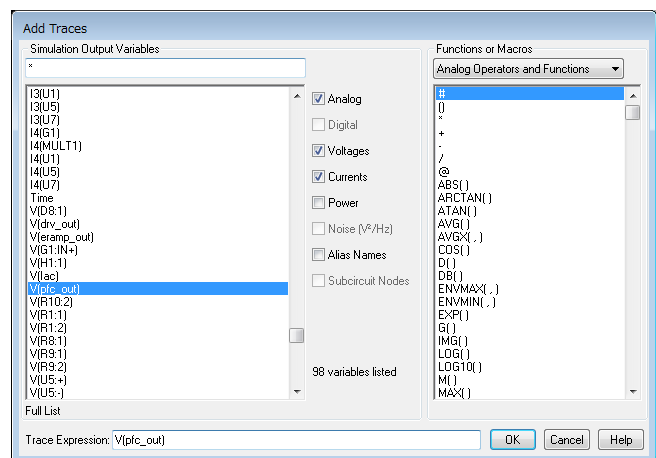 Add Traces
Simulation Output Variables
*
I3(U1)
I3(U5)
I3(U7)
I4(G1)
I4(MULT1)
I4(U1)
I4(U5)
I4(U7)
Time
V(D8:1)
V(drv_out)
V(eramp_out)
V(G1:IN+)
V(H1:1)
V(Iac)
V(pfc_out)
V(R10:2)
V(R1:1)
V(R1:2)
V(R8:1)
V(R9:1)
V(R9:2)
V(U5:+)
V(U5:-)
Full List
Analog
Digital
Voltages
Currents
Power
Noise (V²/Hz)
Alias Names
Subcircuit Nodes
98 variables listed
Functions or Macros
Analog Operators and Functions
#
()
*
+
-
/
@
ABS( )
ARCTAN( )
ATAN( )
AVG( )
AVGX( , )
COS( )
D( )
DB( )
ENVMAX( , )
ENVMIN( , )
EXP( )
G( )
IMG( )
LOG( )
LOG10( )
M( )
MAX( )
Trace Expression: V(pfc_out)
OK
Cancel
Help